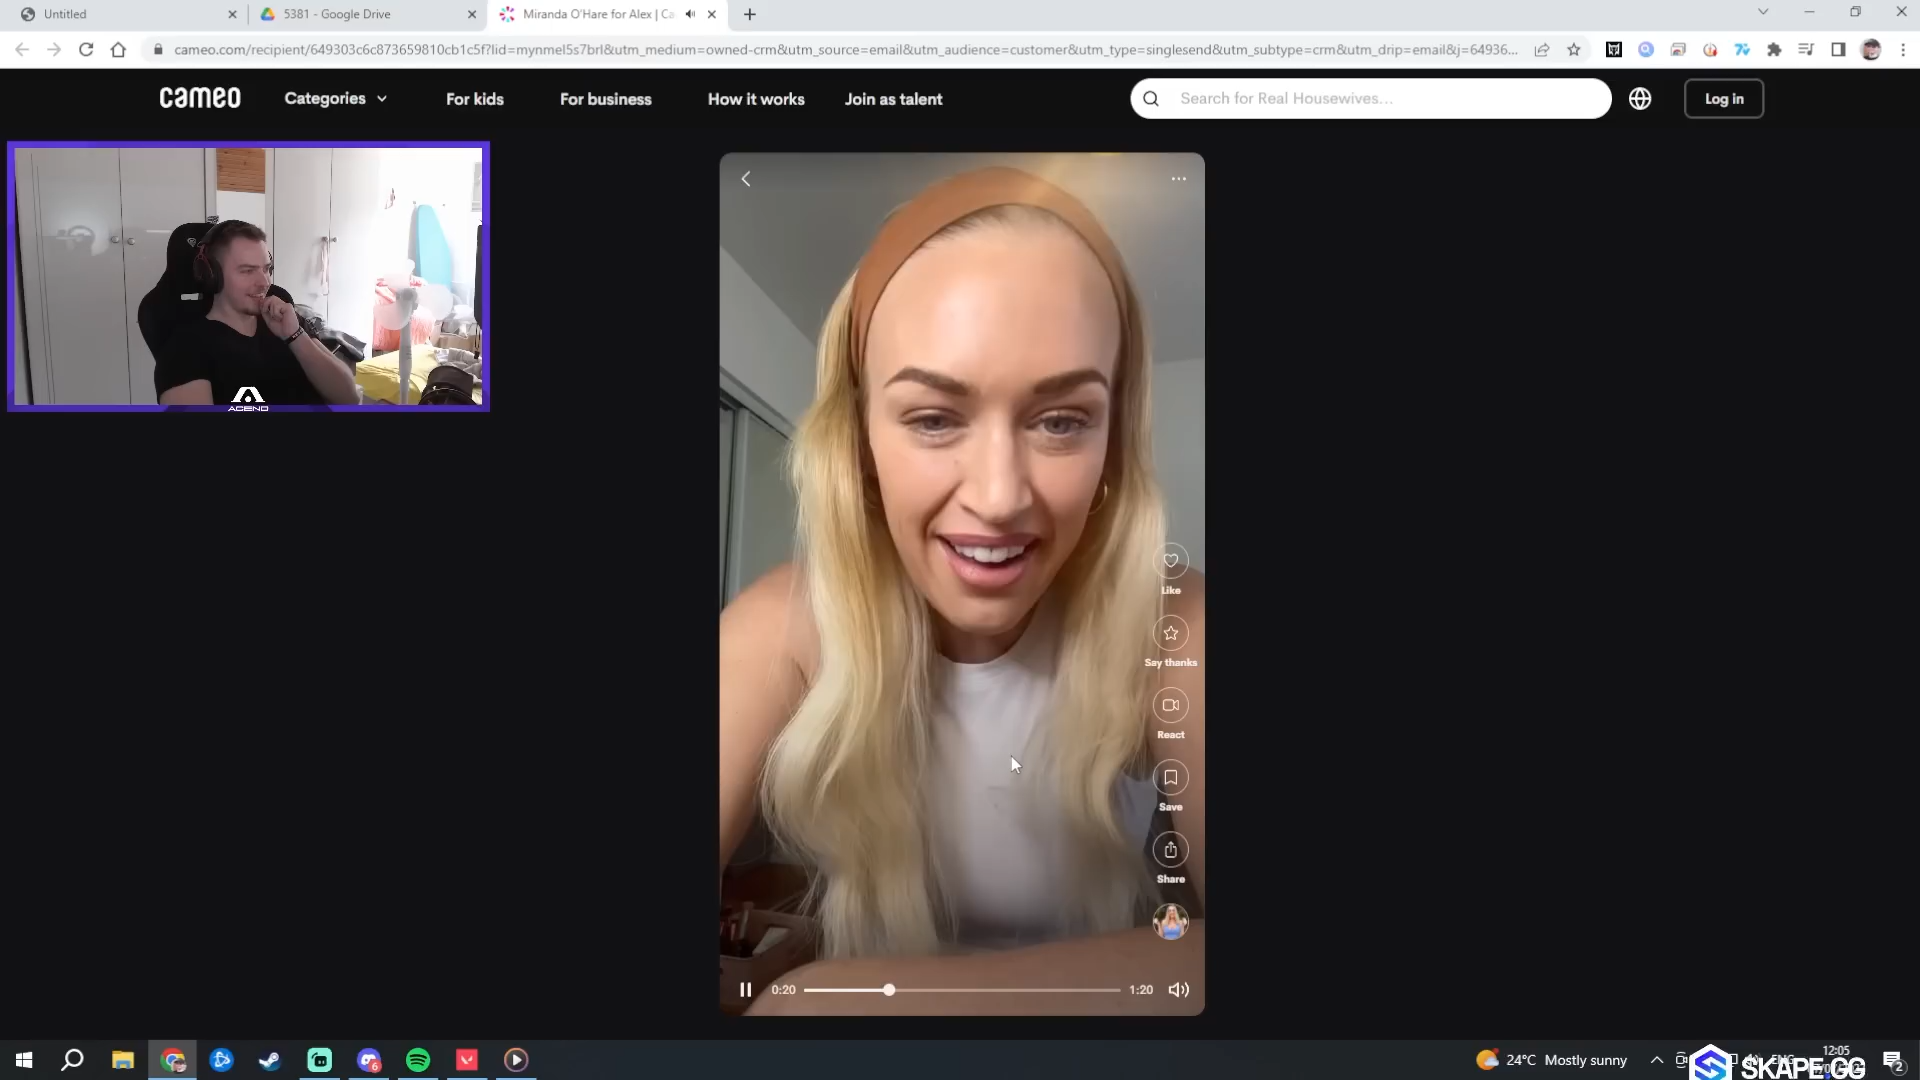 Untitled
5381 - Google Drive
Miranda O'Hare for Alex | Ca
cameo.com/recipient/649303c6c873659810cb1c5f?lid=mynmel5s7brl&utm_medium=owned-crm&utm_source=email&utm_audience=customer&utm_type=singlesend&utm_subtype=crm&utm_drip=email&j=64936...
cameo
Categories
For kids
For business
How it works
Join as talent
Search for Real Housewives...
Log in
ACEND
Like
Say thanks
React
Save
Share
0:20
1:20
24°C Mostly sunny
12:05
2
SKAPE.GG